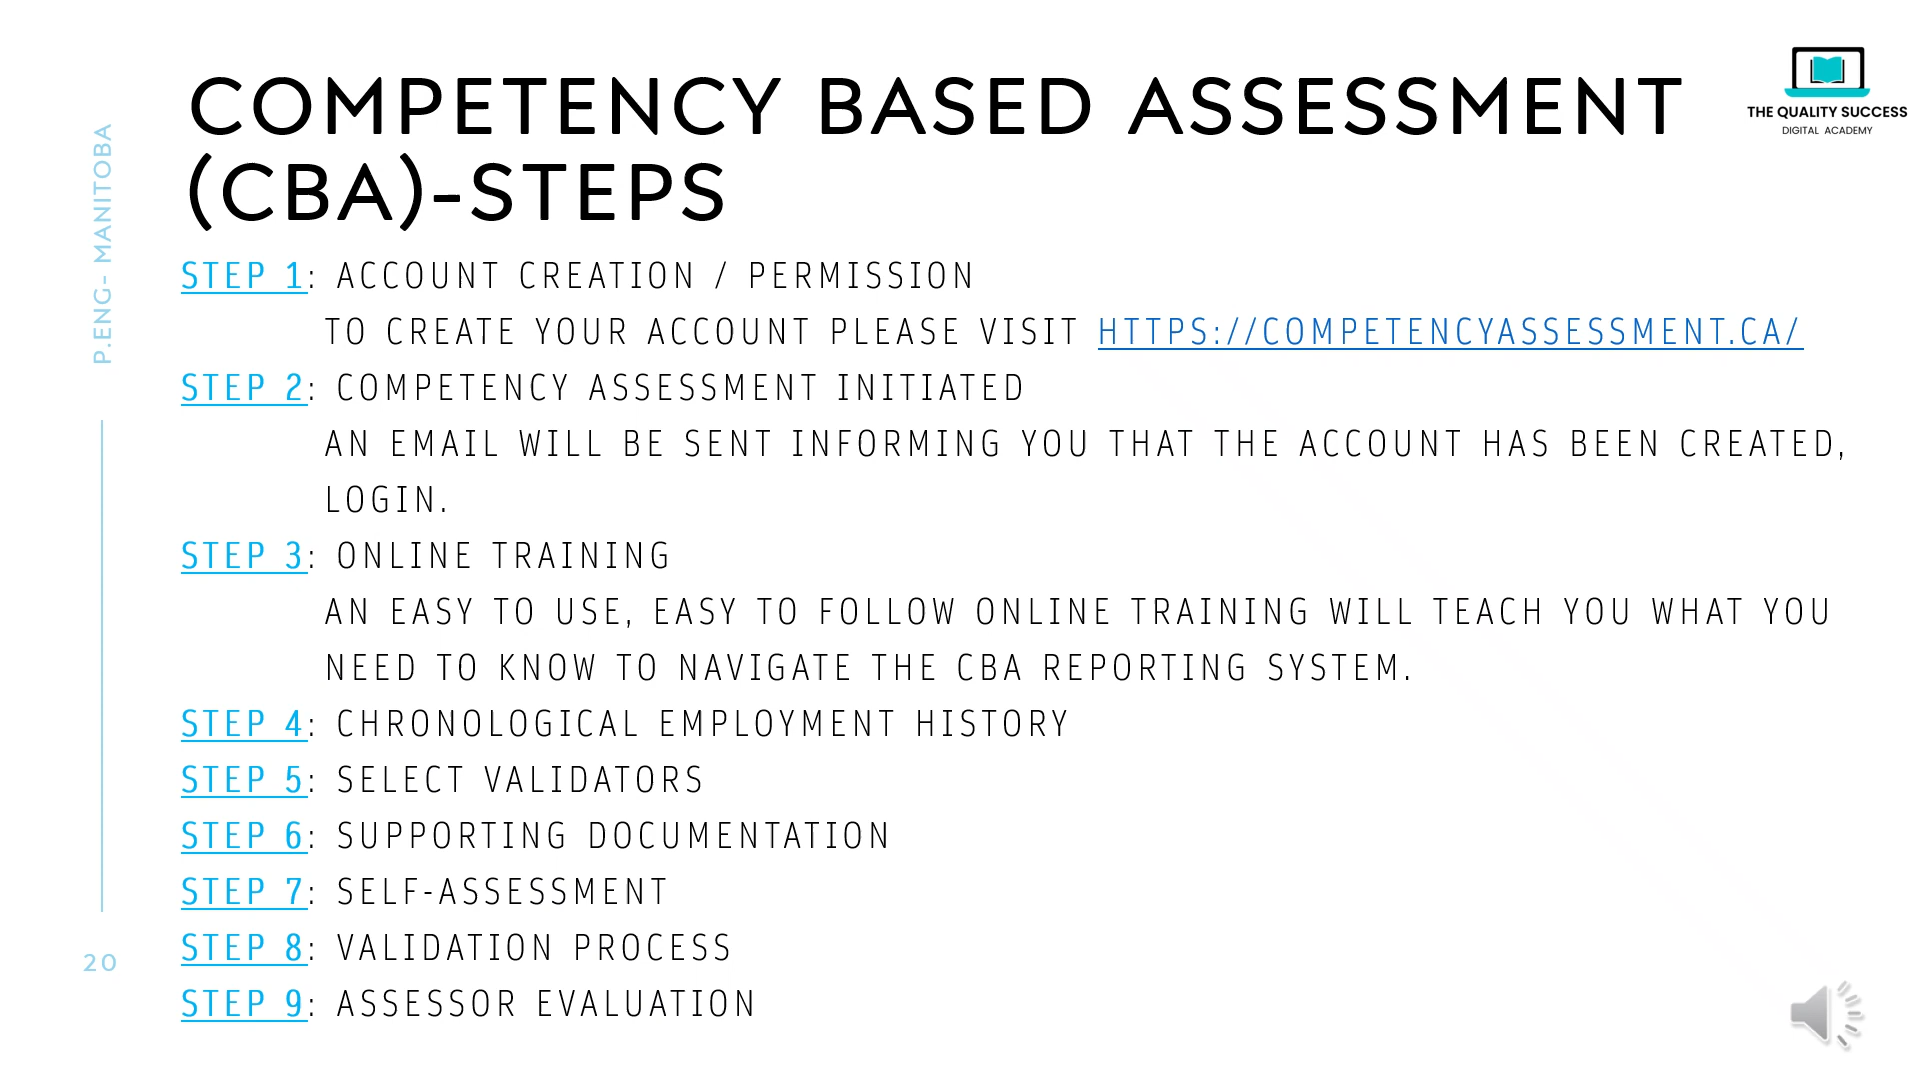 COMPETENCY BASED ASSESSMENT
(CBA)-STEPS
THE QUALITY SUCCESS
DIGITAL ACADEMY
P.ENG- MANITOBA
STEP 1: ACCOUNT CREATION / PERMISSION
TO CREATE YOUR ACCOUNT PLEASE VISIT HTTPS://COMPETENCYASSESSMENT.CA/
STEP 2: COMPETENCY ASSESSMENT INITIATED
AN EMAIL WILL BE SENT INFORMING YOU THAT THE ACCOUNT HAS BEEN CREATED,
LOGIN.
STEP 3: ONLINE TRAINING
AN EASY TO USE, EASY TO FOLLOW ONLINE TRAINING WILL TEACH YOU WHAT YOU
NEED TO KNOW TO NAVIGATE THE CBA REPORTING SYSTEM.
STEP 4: CHRONOLOGICAL EMPLOYMENT HISTORY
STEP 5: SELECT VALIDATORS
STEP 6: SUPPORTING DOCUMENTATION
STEP 7: SELF-ASSESSMENT
STEP 8: VALIDATION PROCESS
STEP 9: ASSESSOR EVALUATION
20